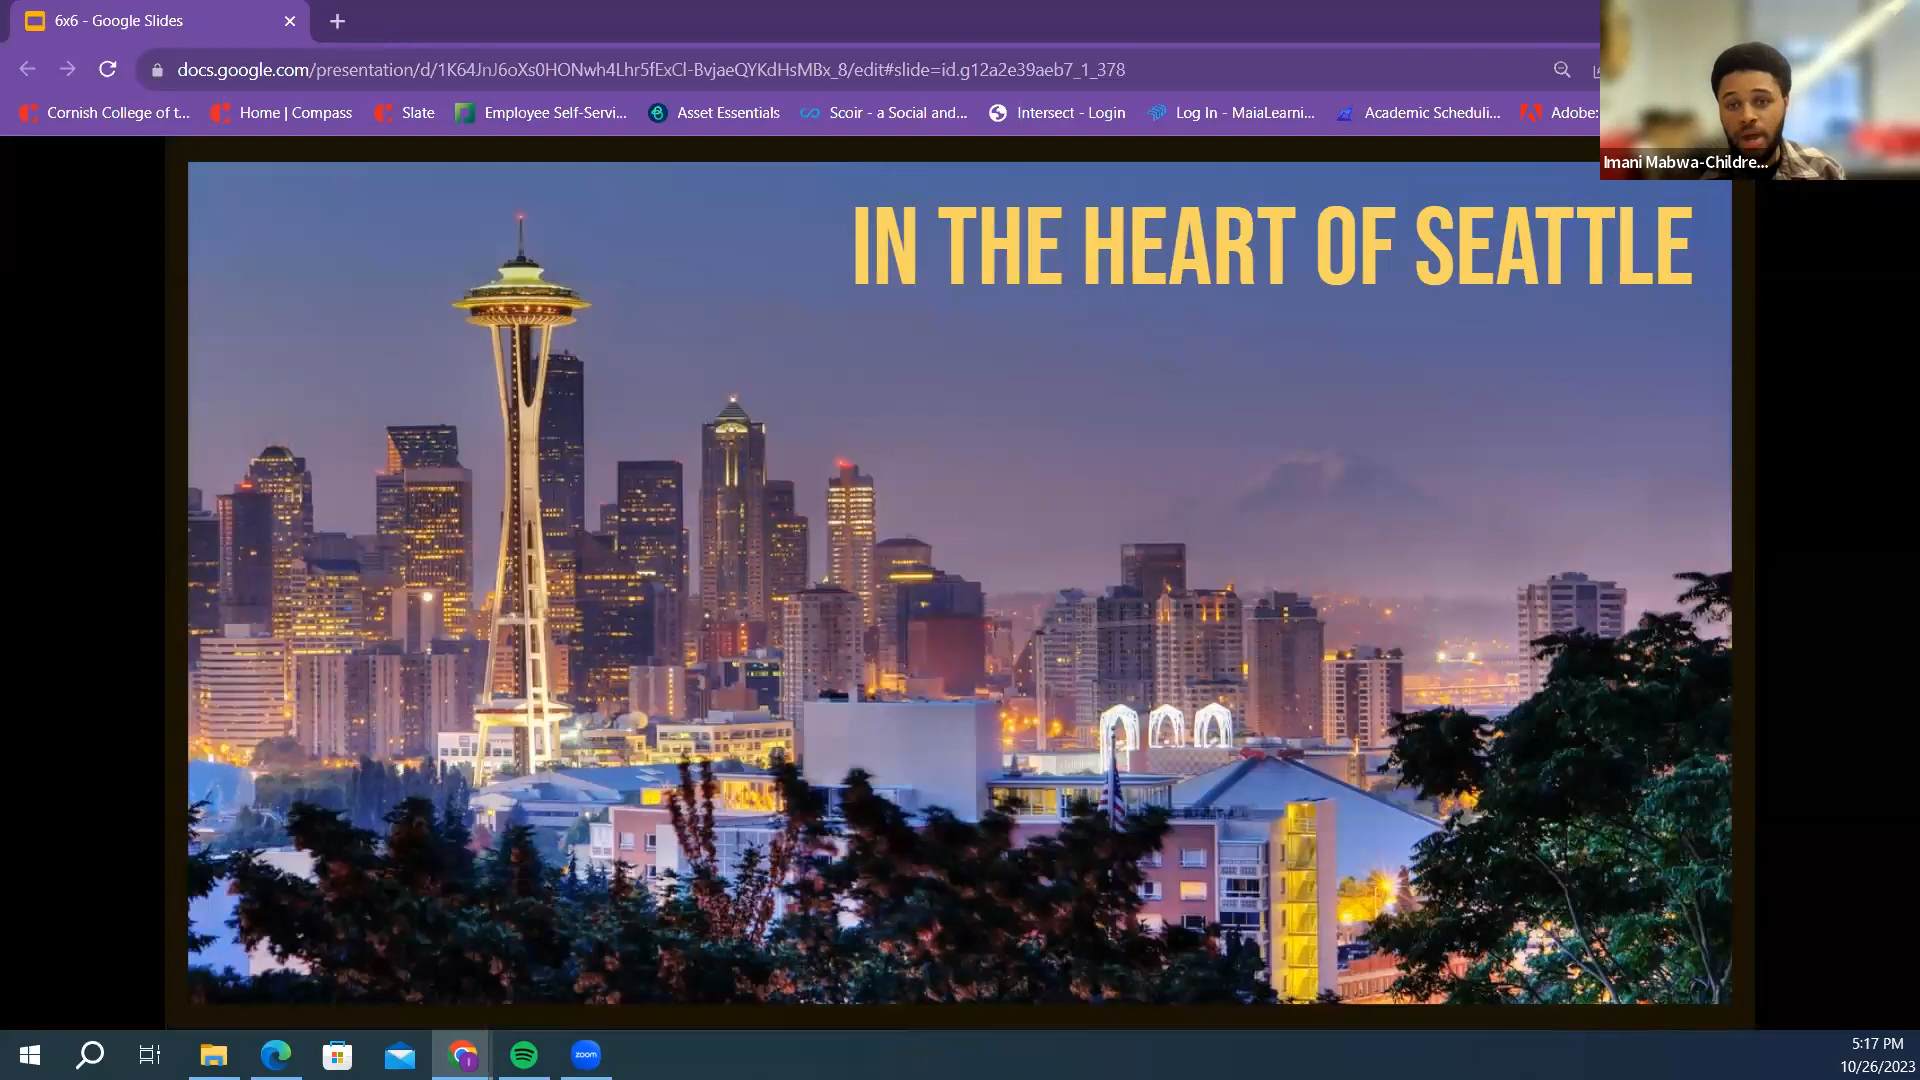 6x6 - Google Slides
docs.google.com/presentation/d/1K64JnJ6oXs0HONwh4Lhr5fExCl-BvjaeQYKdHsMBx_8/edit#slide=id.g12a2e39aeb7_1_378
Cornish College of t...
Home | Compass
Slate
Employee Self-Servi...
Asset Essentials
Scoir - a Social and...
Intersect - Login
Log In - MaiaLearni...
Academic Scheduli...
Adobe:
Imani Mabwa-Childre...
IN THE HEART OF SEATTLE
zoom
5:17 PM
10/26/2023